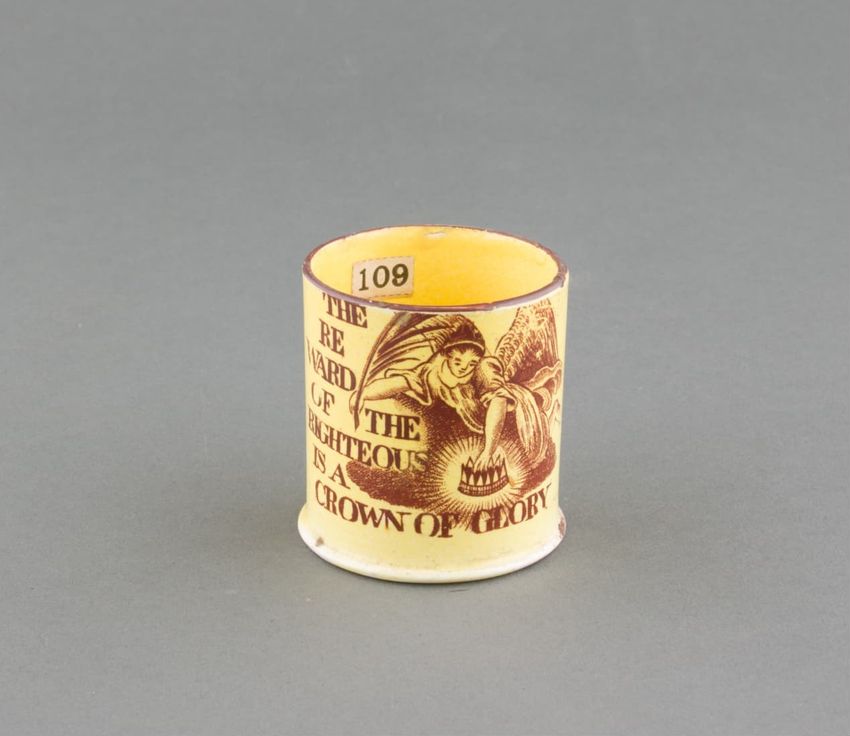 109
THE
RE
WARD
OF
THE
RIGHTEOUS
IS A
CROWN OF GLORY